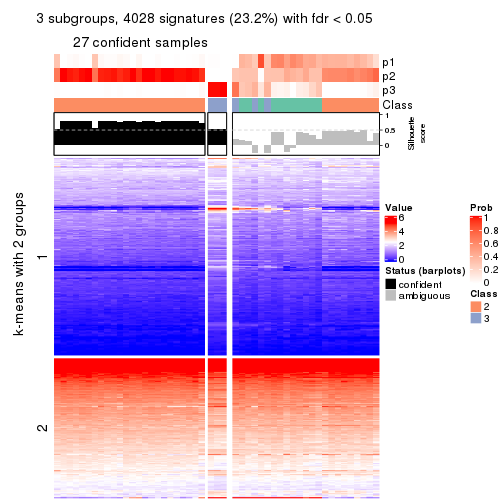 3 subgroups, 4028 signatures (23.2%) with fdr < 0.05
27 confident samples
p1
p2
p3
Class
1
0.5
0
Silhouette
score
k-means with 2 groups
1
2
Value
6
4
2
0
Status (barplots)
confident
ambiguous
Prob
1
0.8
0.6
0.4
0.2
0
Class
2
3